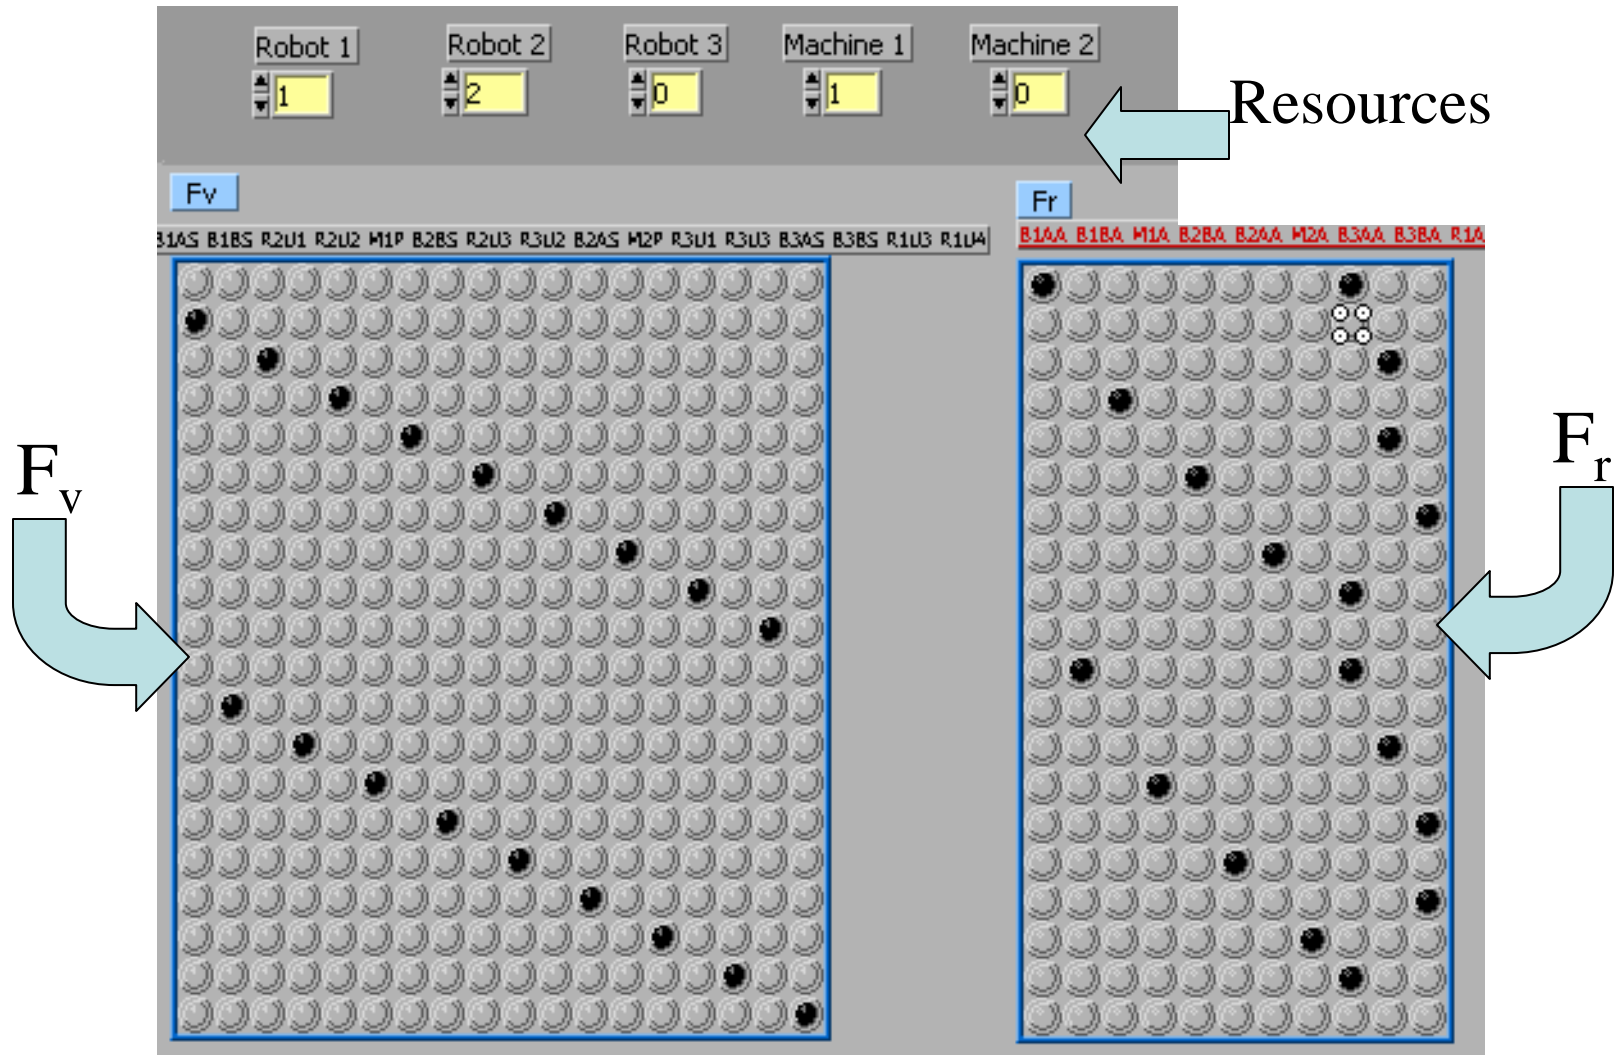 Robot 1 Robot 2 Robot 3 Machine 1 Machine 2
1 2 0 1 0
Resources
Fv
Fr
B1AS B1BS R2U1 R2U2 M1P B2BS R2U3 R3U2 B2AS M2P R3U1 R3U3 B3AS B3BS R1U3 R1U4
B1AA B1BA M1A B2BA B2AA M2A B3AA B3BA R1A
Fv
Fr